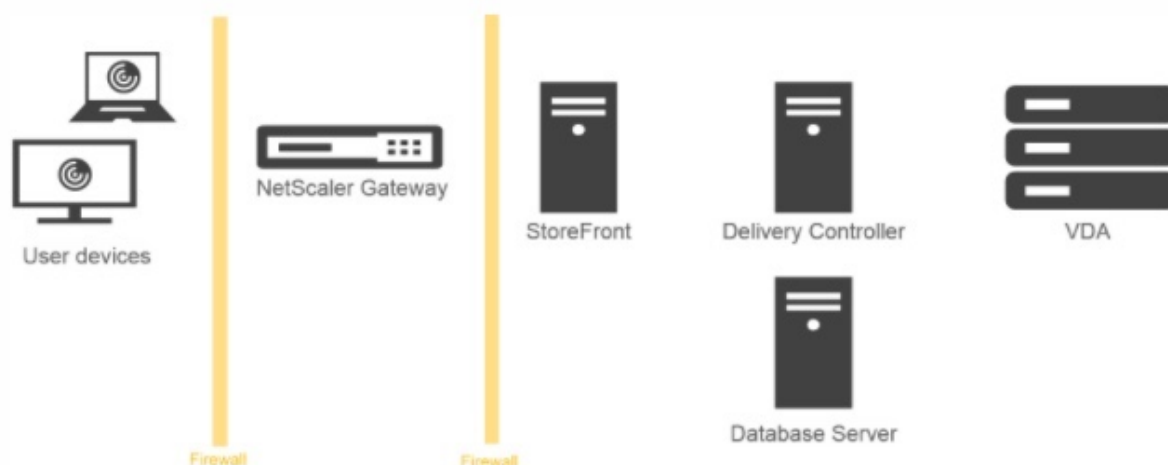 NetScaler Gateway
User devices
StoreFront
Delivery Controller
VDA
Database Server
Firewall
Firewall